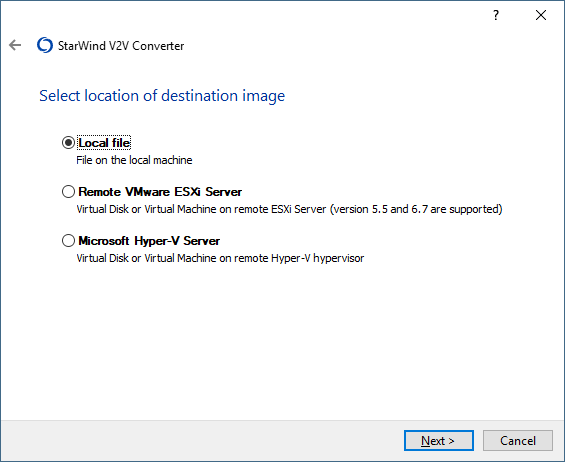 ?
StarWind V2V Converter
Select location of destination image
Local file
File on the local machine
Remote VMware ESXi Server
Virtual Disk or Virtual Machine on remote ESXi Server (version 5.5 and 6.7 are supported)
Microsoft Hyper-V Server
Virtual Disk or Virtual Machine on remote Hyper-V hypervisor
Next >
Cancel